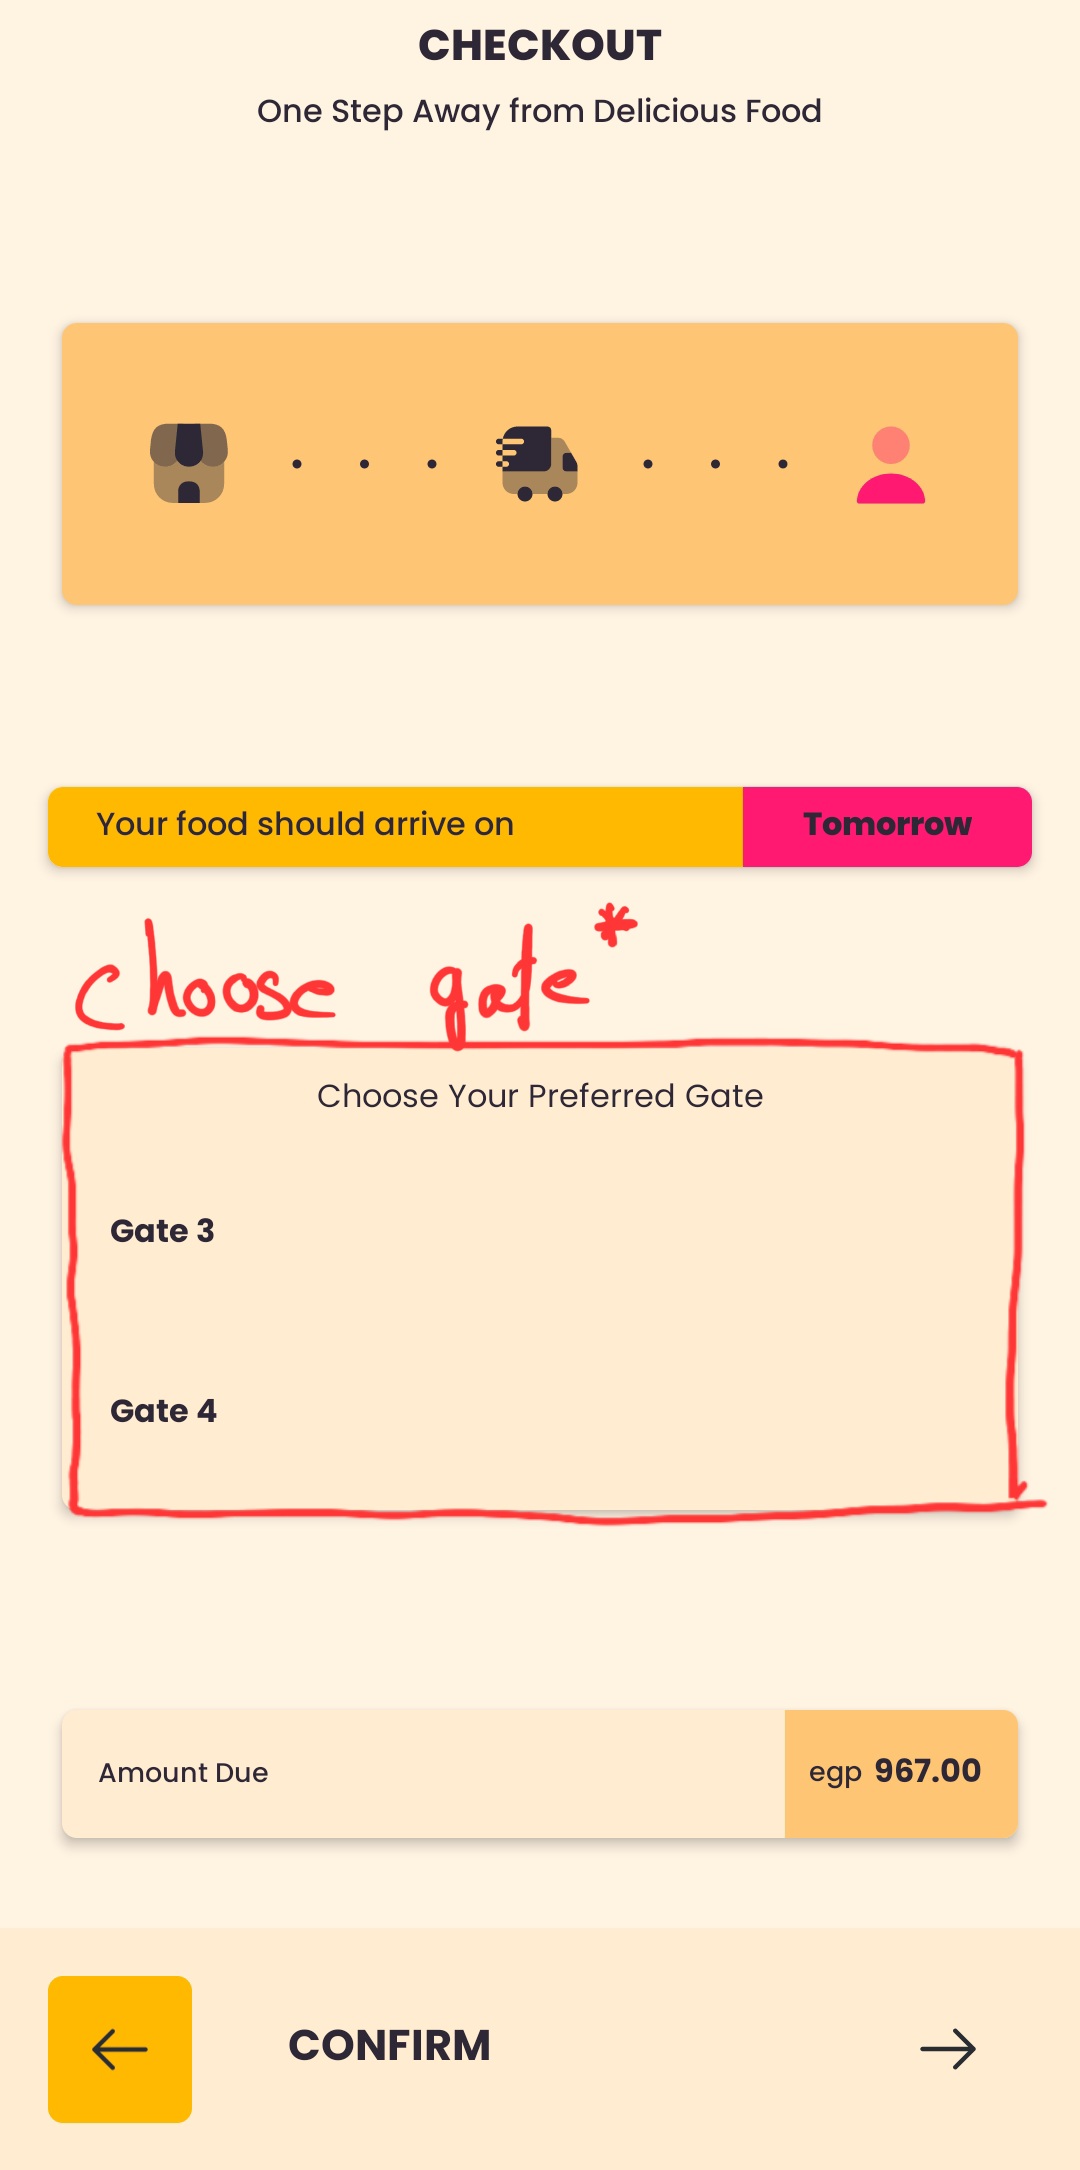 CHECKOUT
One Step Away from Delicious Food
Your food should arrive on Tomorrow
choose gate*
Choose Your Preferred Gate
Gate 3
Gate 4
Amount Due egp 967.00
CONFIRM